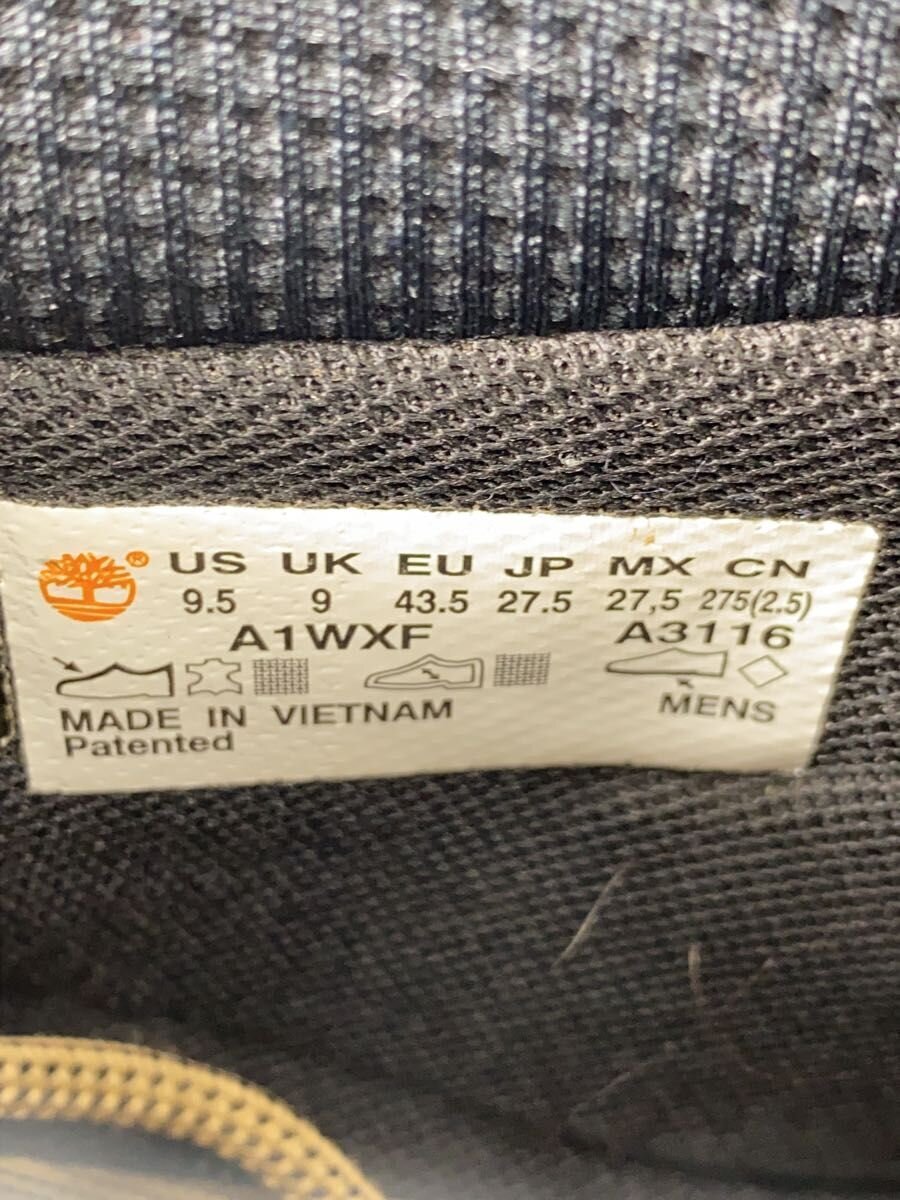 ® US UK EU JP MX CN
9.5 9 43.5 27.5 27,5 275(2.5)
A1WXF A3116
MADE IN VIETNAM MENS
Patented